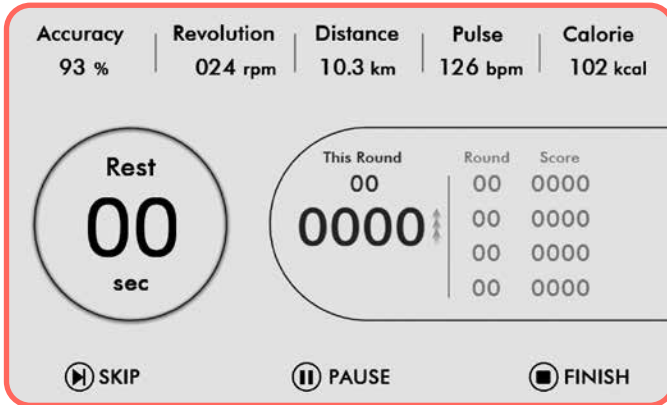 Accuracy Revolution Distance Pulse Calorie
93 % 024 rpm 10.3 km 126 bpm 102 kcal
Rest
00
sec
This Round
00
0000
Round Score
00 0000
00 0000
00 0000
00 0000
SKIP PAUSE FINISH